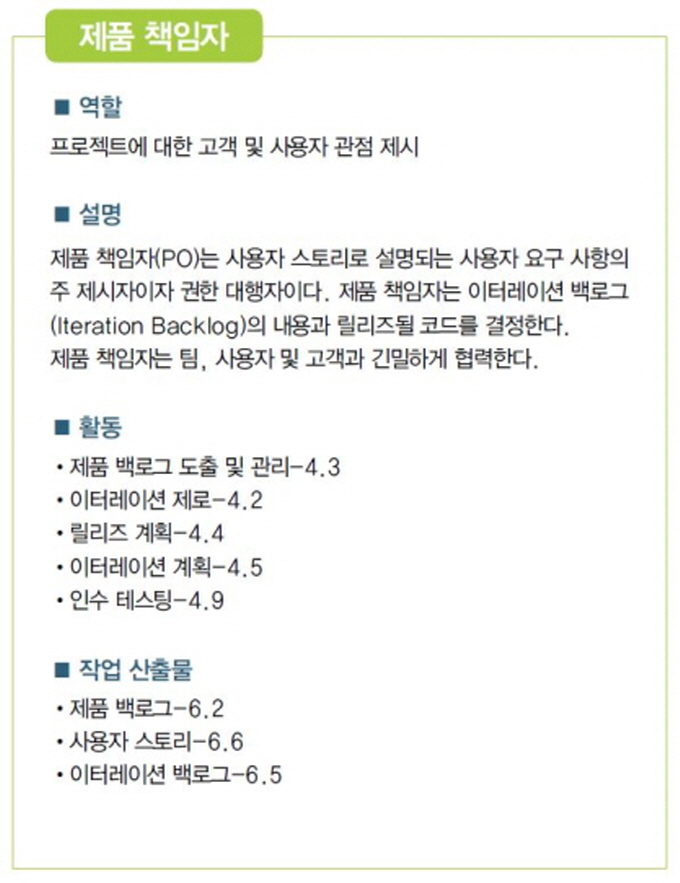 제품 책임자
■ 역할
프로젝트에 대한 고객 및 사용자 관점 제시
■ 설명
제품 책임자(PO)는 사용자 스토리로 설명되는 사용자 요구 사항의
주 제시자이자 권한 대행자이다. 제품 책임자는 이터레이션 백로그
(Iteration Backlog)의 내용과 릴리즈될 코드를 결정한다.
제품 책임자는 팀, 사용자 및 고객과 긴밀하게 협력한다.
■ 활동
•제품 백로그 도출 및 관리-4.3
•이터레이션 제로-4.2
•릴리즈 계획-4.4
•이터레이션 계획-4.5
•인수 테스팅-4.9
■ 작업 산출물
•제품 백로그-6.2
•사용자 스토리-6.6
•이터레이션 백로그-6.5